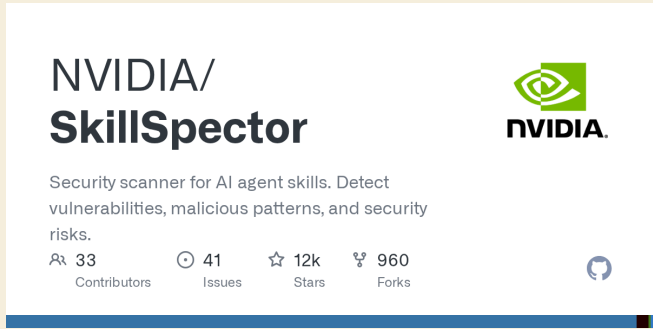 NVIDIA/
SkillSpector
NVIDIA.
Security scanner for AI agent skills. Detect
vulnerabilities, malicious patterns, and security
risks.
33 41 12k 960
Contributors Issues Stars Forks